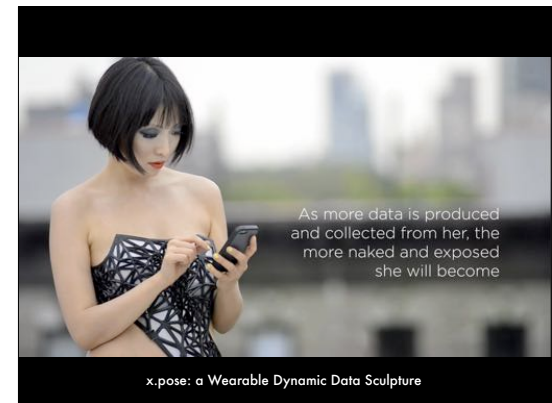 As more data is produced
and collected from her, the
more naked and exposed
she will become
x.pose: a Wearable Dynamic Data Sculpture